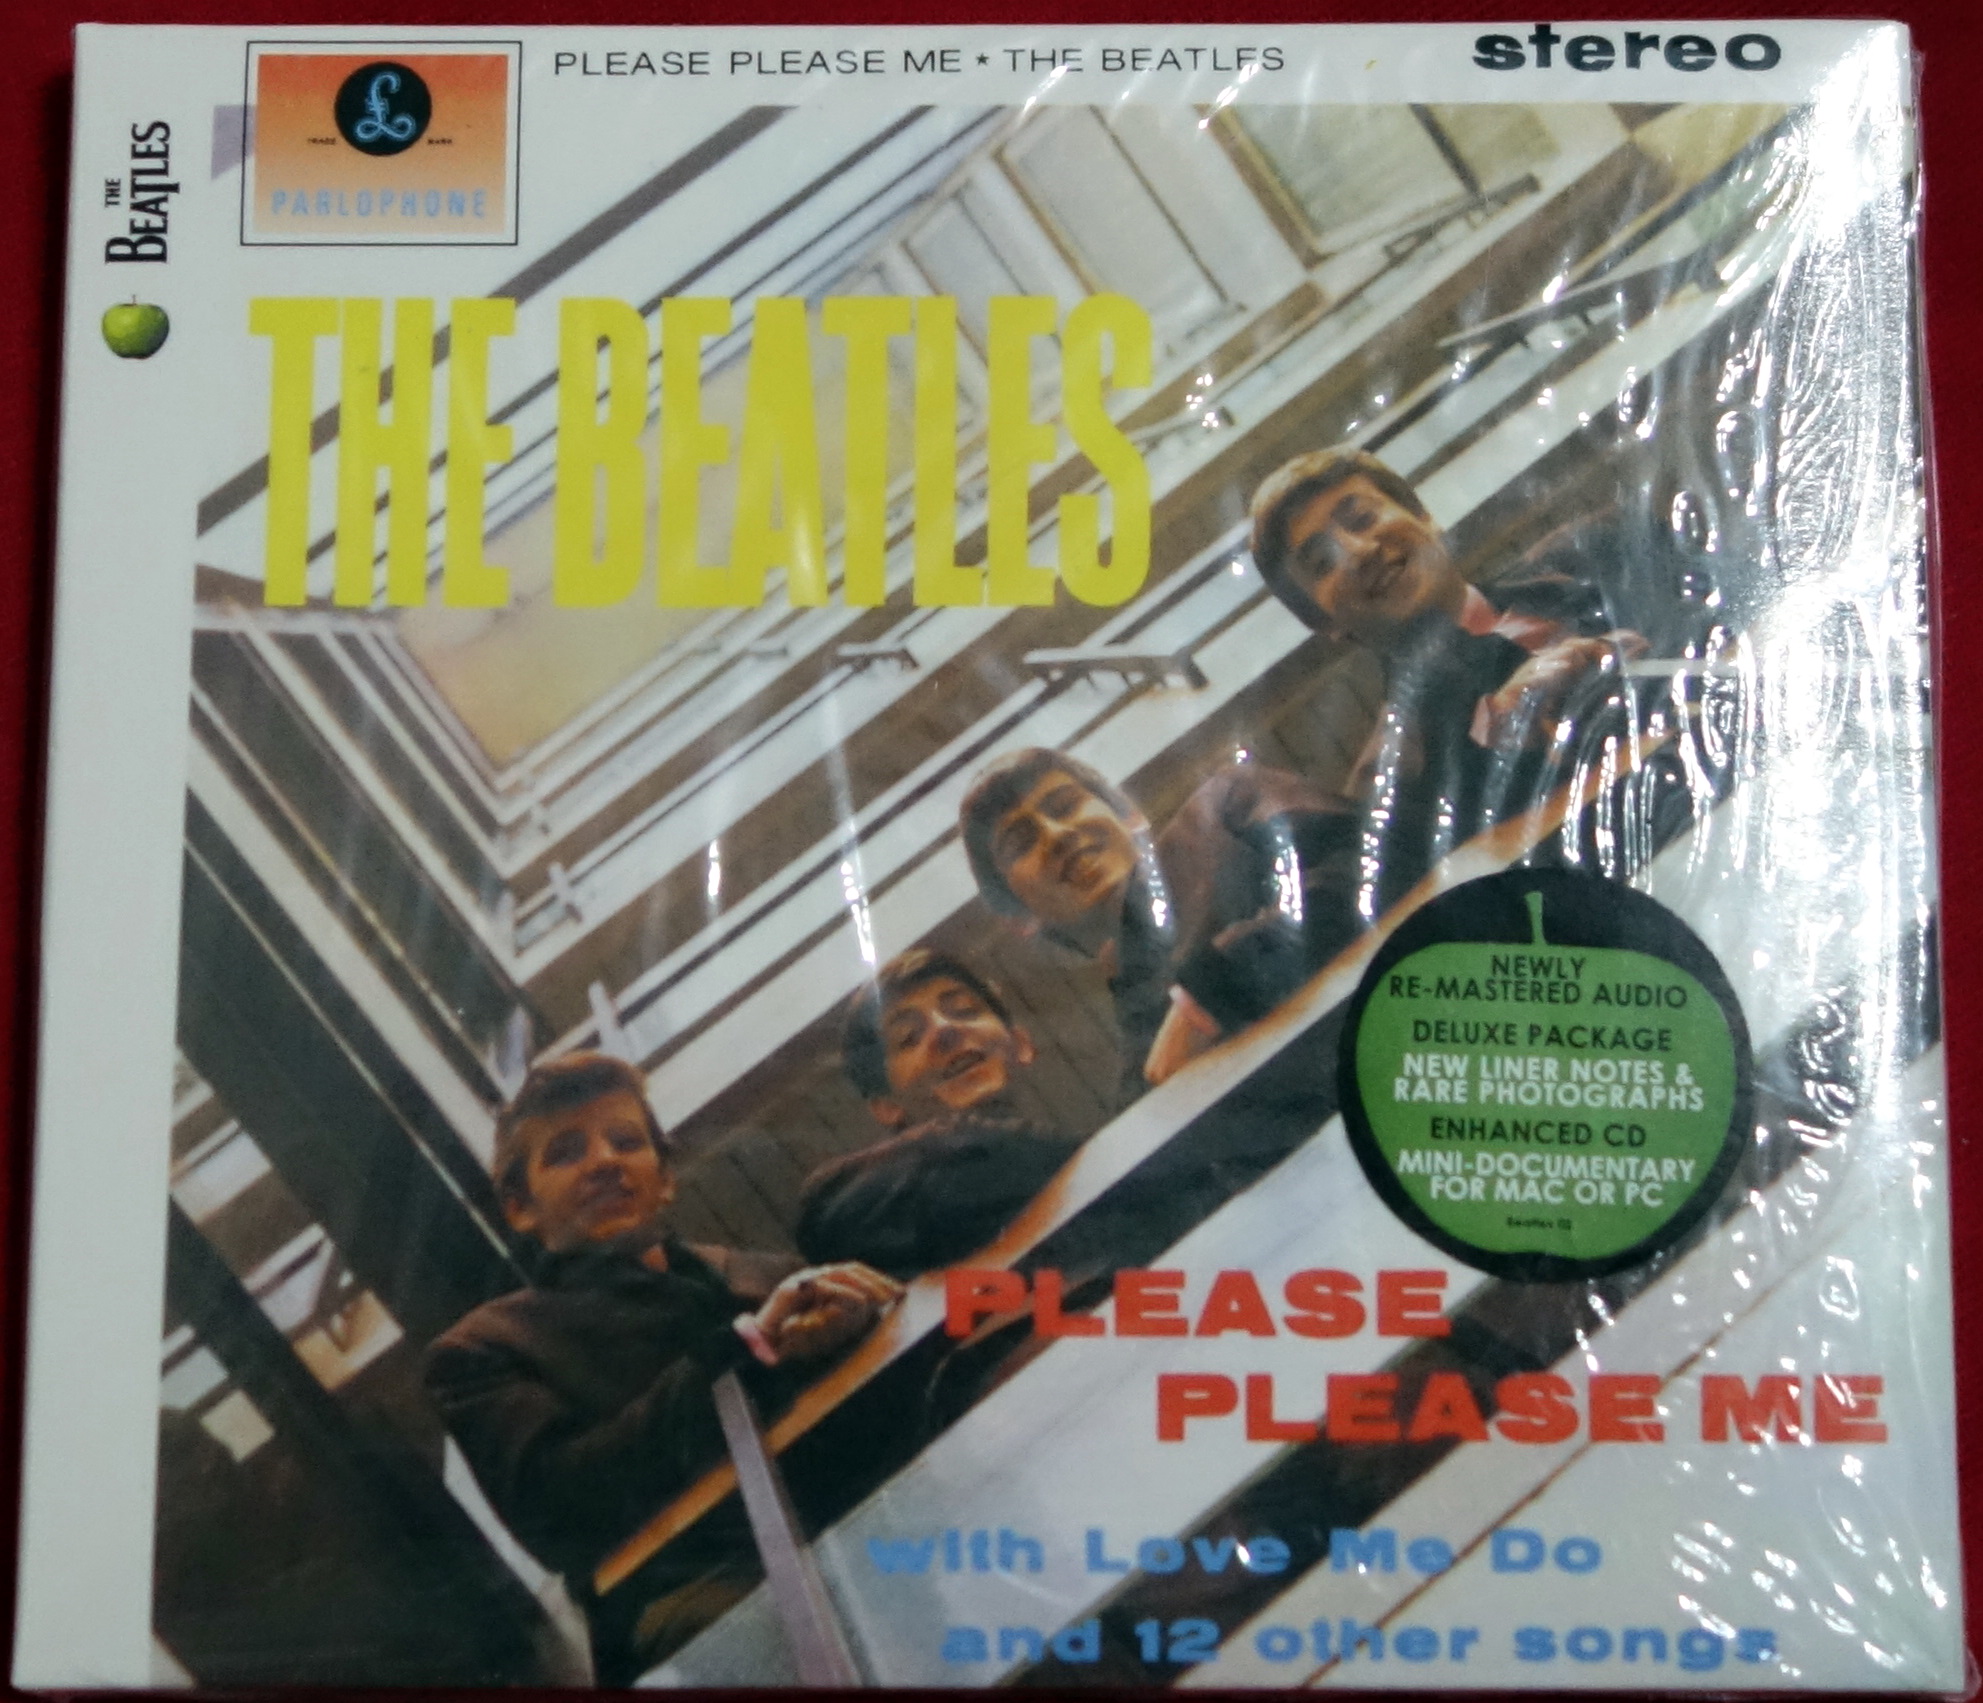 PLEASE PLEASE ME ★ THE BEATLES
stereo
£
TRADE MARK
PARLOPHONE
THE
BEATLES
THE BEATLES
NEWLY
RE-MASTERED AUDIO
DELUXE PACKAGE
NEW LINER NOTES &
RARE PHOTOGRAPHS
ENHANCED CD
MINI-DOCUMENTARY
FOR MAC OR PC
PLEASE
PLEASE ME
with Love Me Do
and 12 other songs